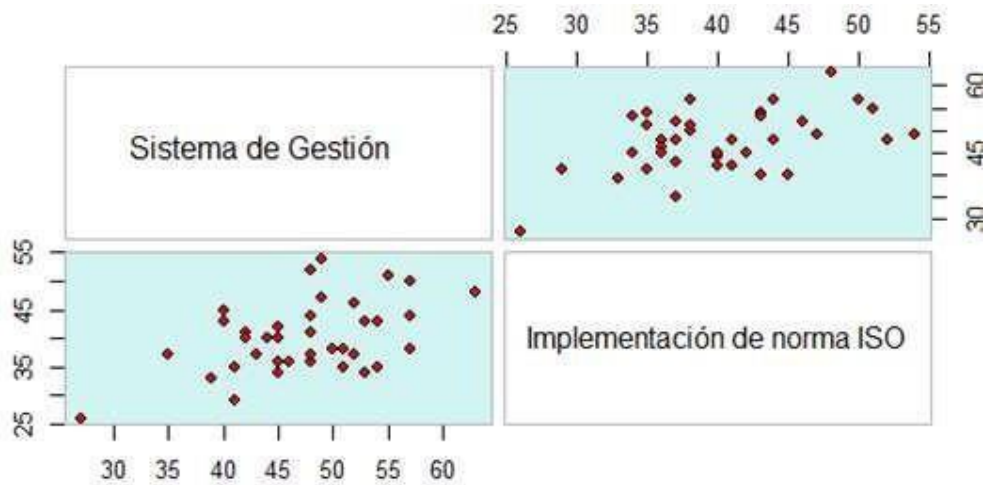 25 30 35 40 45 50 55
Sistema de Gestión
30 45 60
25 35 45 55
Implementación de norma ISO
30 35 40 45 50 55 60